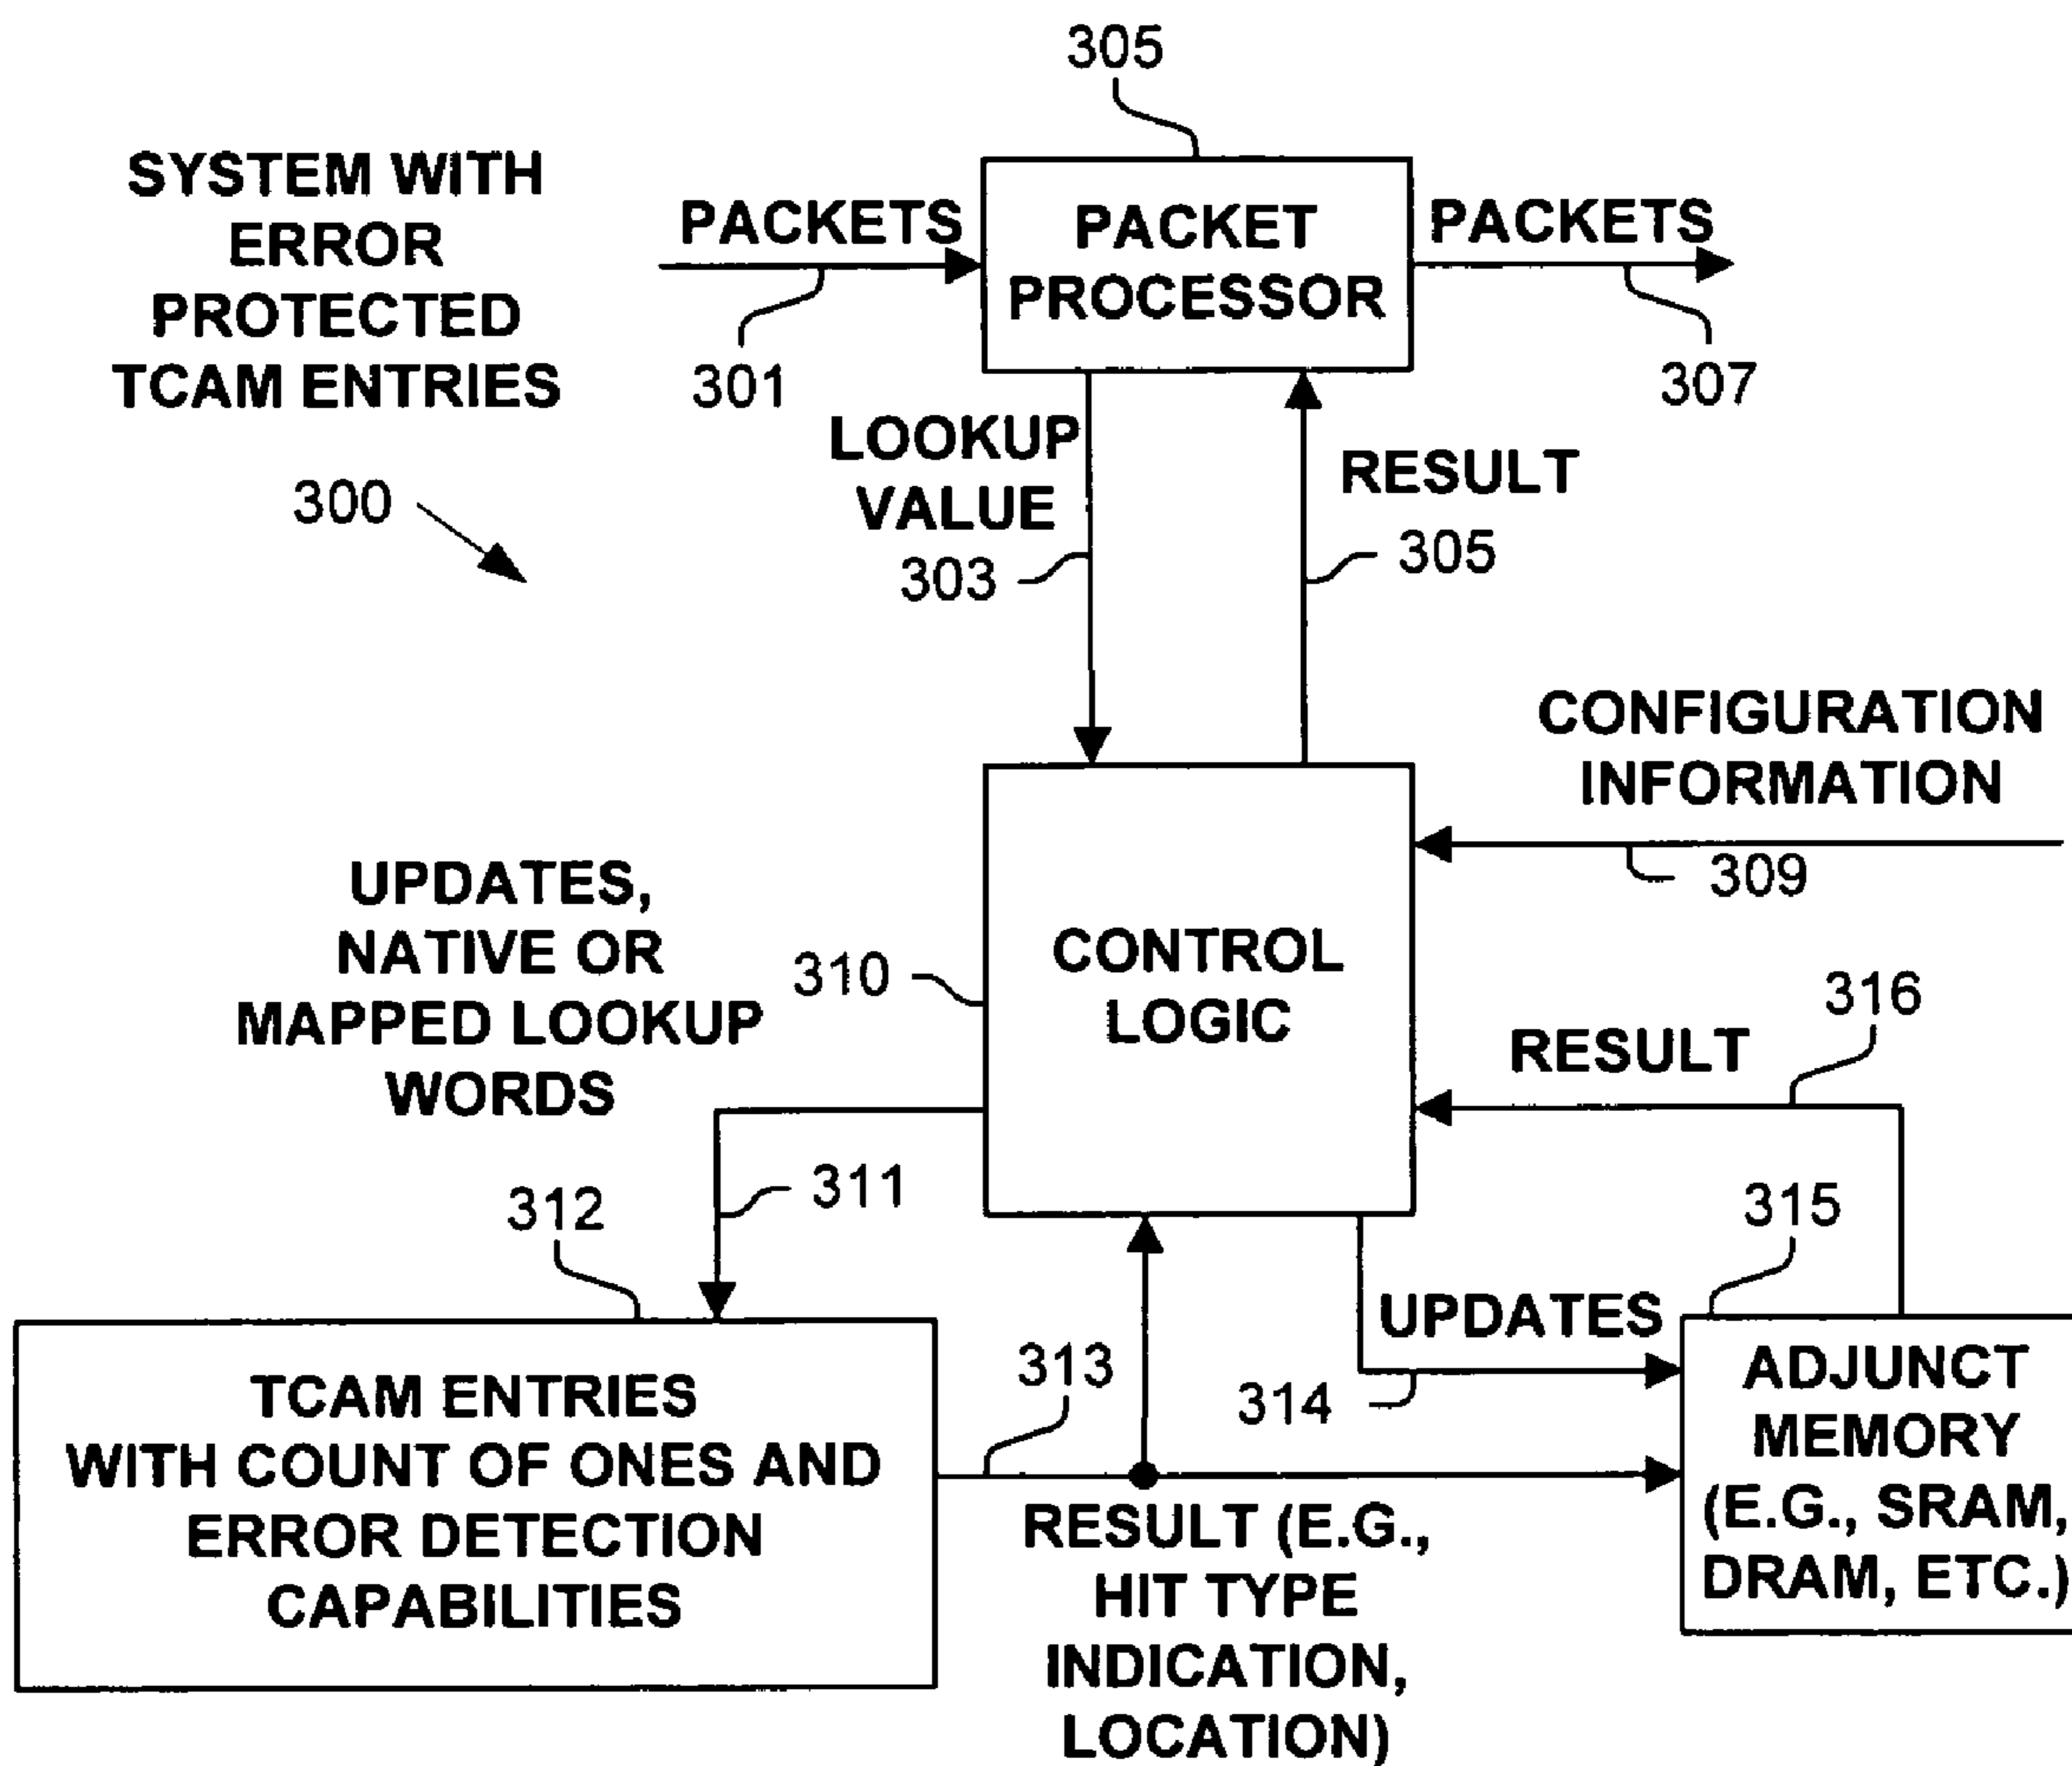 305
SYSTEM WITH
ERROR
PROTECTED
TCAM ENTRIES
300
PACKETS
301
PACKET
PROCESSOR
PACKETS
307
LOOKUP
VALUE
303
RESULT
305
CONFIGURATION
INFORMATION
309
UPDATES,
NATIVE OR
MAPPED LOOKUP
WORDS
310
CONTROL
LOGIC
316
RESULT
311
312
315
UPDATES
314
313
TCAM ENTRIES
WITH COUNT OF ONES AND
ERROR DETECTION
CAPABILITIES
RESULT (E.G.,
HIT TYPE
INDICATION,
LOCATION)
ADJUNCT
MEMORY
(E.G., SRAM,
DRAM, ETC.)